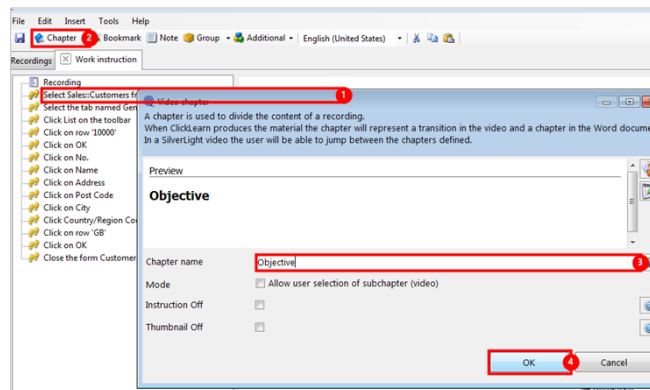 File Edit Insert Tools Help
Chapter 2 Bookmark Note Group Additional English (United States)
Recordings Work instruction
Recording
Select Sales::Customers fr 1
Select the tab named Gen
Click List on the toolbar
Click on row '10000'
Click on OK
Click on No.
Click on Name
Click on Address
Click on Post Code
Click on City
Click Country/Region Co
Click on row 'GB'
Click on OK
Close the form Customer
Video chapter
A chapter is used to divide the content of a recording.
When ClickLearn produces the material the chapter will represent a transition in the video and a chapter in the Word docume
In a SilverLight video the user will be able to jump between the chapters defined.
Preview
Objective
Chapter name Objective 3
Mode Allow user selection of subchapter (video)
Instruction Off
Thumbnail Off
OK 4 Cancel